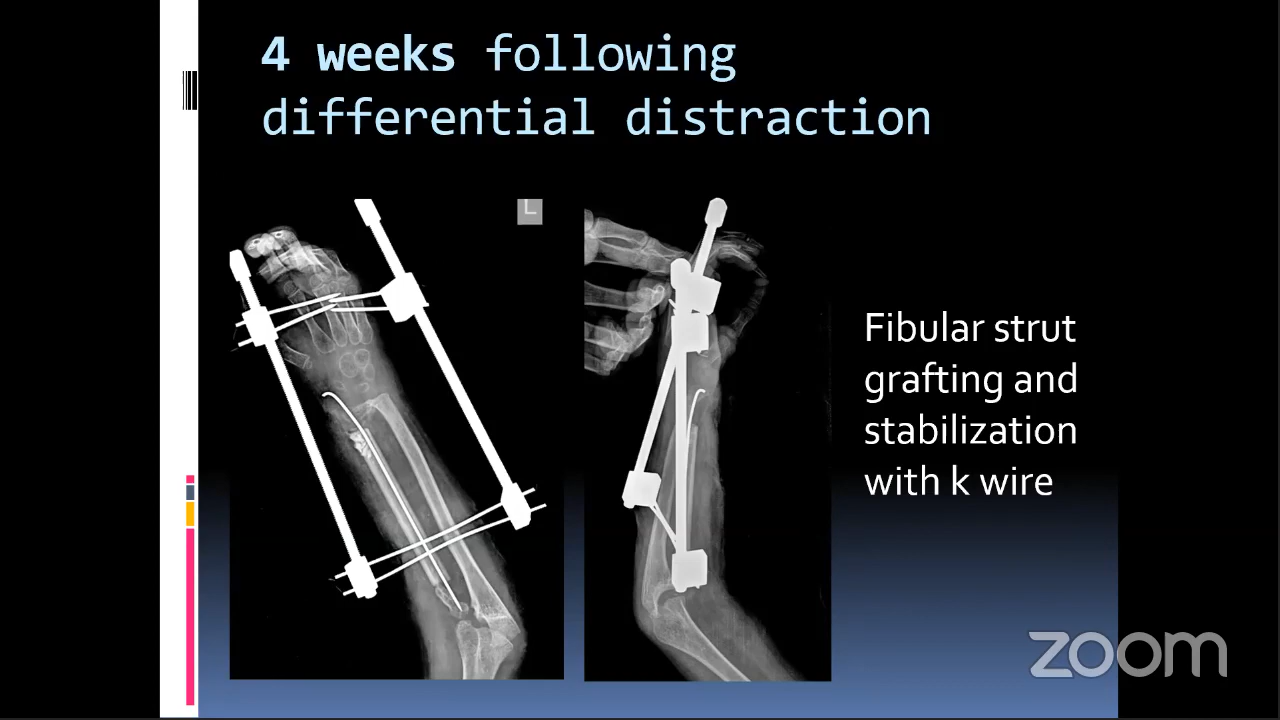 4 weeks following
differential distraction
L
Fibular strut
grafting and
stabilization
with k wire
zoom